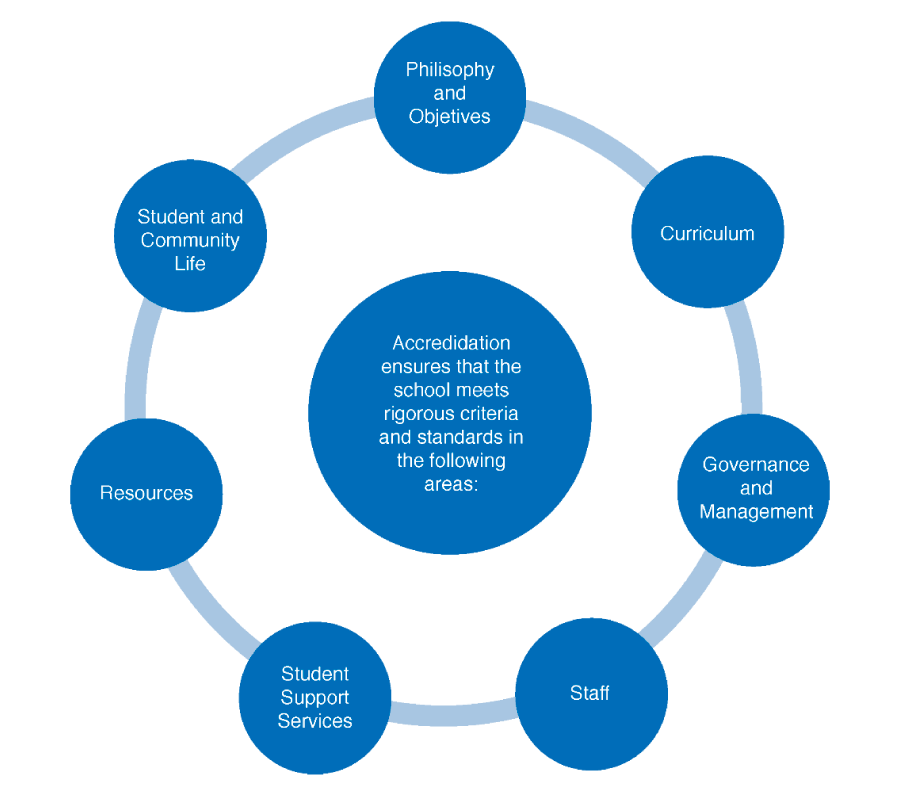 Philisophy
and
Objetives
Curriculum
Governance
and
Management
Staff
Student
Support
Services
Resources
Student and
Community
Life
Accredidation
ensures that the
school meets
rigorous criteria
and standards in
the following
areas: